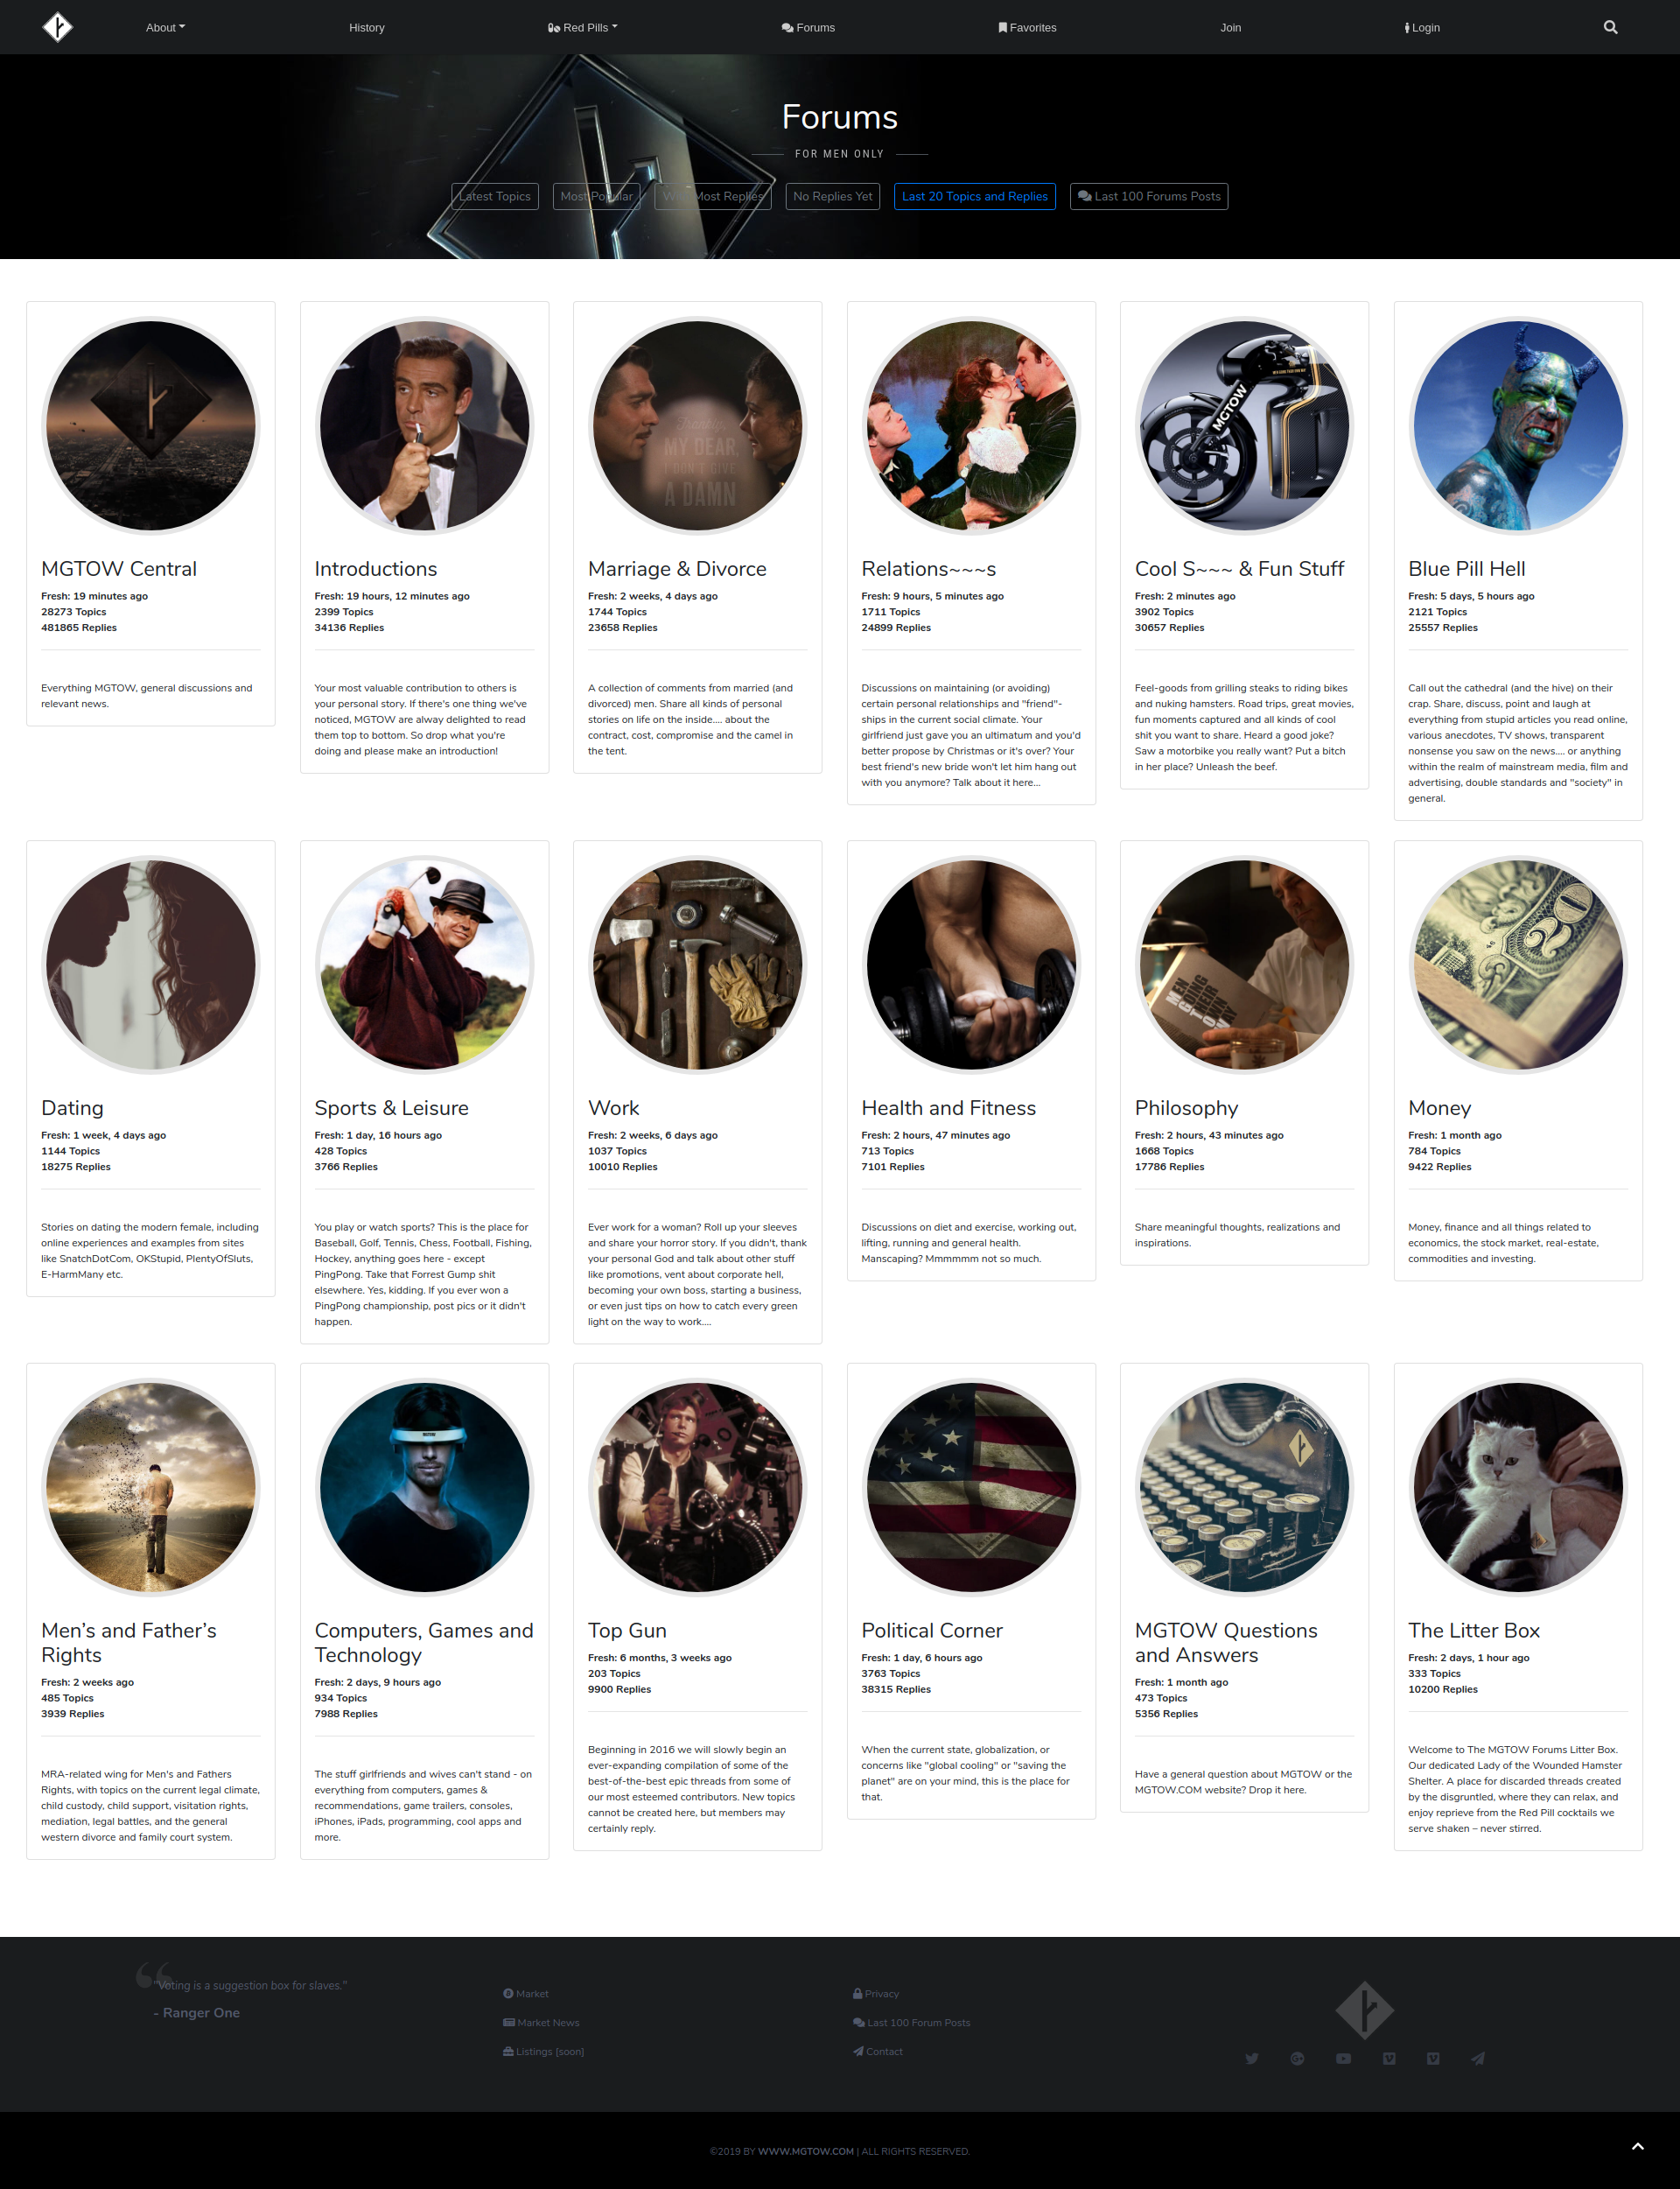 About
History
Red Pills
Forums
Favorites
Join
Login
Forums
FOR MEN ONLY
Latest Topics
Most Popular
With Most Replies
No Replies Yet
Last 20 Topics and Replies
Last 100 Forums Posts
Frankly,
MY DEAR,
I DON'T GIVE
A DAMN
MGTOW
MGTOW Central
Fresh: 19 minutes ago
28273 Topics
481865 Replies
Everything MGTOW, general discussions and
relevant news.
Introductions
Fresh: 19 hours, 12 minutes ago
2399 Topics
34136 Replies
Your most valuable contribution to others is
your personal story. If there's one thing we've
noticed, MGTOW are alway delighted to read
them top to bottom. So drop what you're
doing and please make an introduction!
Marriage & Divorce
Fresh: 2 weeks, 4 days ago
1744 Topics
23658 Replies
A collection of comments from married (and
divorced) men. Share all kinds of personal
stories on life on the inside.... about the
contract, cost, compromise and the camel in
the tent.
Relations~~~s
Fresh: 9 hours, 5 minutes ago
1711 Topics
24899 Replies
Discussions on maintaining (or avoiding)
certain personal relationships and "friend"-
ships in the current social climate. Your
girlfriend just gave you an ultimatum and you'd
better propose by Christmas or it's over? Your
best friend's new bride won't let him hang out
with you anymore? Talk about it here...
Cool S~~~ & Fun Stuff
Fresh: 2 minutes ago
3902 Topics
30657 Replies
Feel-goods from grilling steaks to riding bikes
and nuking hamsters. Road trips, great movies,
fun moments captured and all kinds of cool
shit you want to share. Heard a good joke?
Saw a motorbike you really want? Put a bitch
in her place? Unleash the beef.
Blue Pill Hell
Fresh: 5 days, 5 hours ago
2121 Topics
25557 Replies
Call out the cathedral (and the hive) on their
crap. Share, discuss, point and laugh at
everything from stupid articles you read online,
various anecdotes, TV shows, transparent
nonsense you saw on the news.... or anything
within the realm of mainstream media, film and
advertising, double standards and "society" in
general.
MEN
GOING
THEIR
OWN
WAY
20
Dating
Fresh: 1 week, 4 days ago
1144 Topics
18275 Replies
Stories on dating the modern female, including
online experiences and examples from sites
like SnatchDotCom, OKStupid, PlentyOfSluts,
E-HarmMany etc.
Sports & Leisure
Fresh: 1 day, 16 hours ago
428 Topics
3766 Replies
You play or watch sports? This is the place for
Baseball, Golf, Tennis, Chess, Football, Fishing,
Hockey, anything goes here - except
PingPong. Take that Forrest Gump shit
elsewhere. Yes, kidding. If you ever won a
PingPong championship, post pics or it didn't
happen.
Work
Fresh: 2 weeks, 6 days ago
1037 Topics
10010 Replies
Ever work for a woman? Roll up your sleeves
and share your horror story. If you didn't, thank
your personal God and talk about other stuff
like promotions, vent about corporate hell,
becoming your own boss, starting a business,
or even just tips on how to catch every green
light on the way to work....
Health and Fitness
Fresh: 2 hours, 47 minutes ago
713 Topics
7101 Replies
Discussions on diet and exercise, working out,
lifting, running and general health.
Manscaping? Mmmmmm not so much.
Philosophy
Fresh: 2 hours, 43 minutes ago
1668 Topics
17786 Replies
Share meaningful thoughts, realizations and
inspirations.
Money
Fresh: 1 month ago
784 Topics
9422 Replies
Money, finance and all things related to
economics, the stock market, real-estate,
commodities and investing.
MGTOW
Men's and Father's
Rights
Fresh: 2 weeks ago
485 Topics
3939 Replies
MRA-related wing for Men's and Fathers
Rights, with topics on the current legal climate,
child custody, child support, visitation rights,
mediation, legal battles, and the general
western divorce and family court system.
Computers, Games and
Technology
Fresh: 2 days, 9 hours ago
934 Topics
7988 Replies
The stuff girlfriends and wives can't stand - on
everything from computers, games &
recommendations, game trailers, consoles,
iPhones, iPads, programming, cool apps and
more.
Top Gun
Fresh: 6 months, 3 weeks ago
203 Topics
9900 Replies
Beginning in 2016 we will slowly begin an
ever-expanding compilation of some of the
best-of-the-best epic threads from some of
our most esteemed contributors. New topics
cannot be created here, but members may
certainly reply.
Political Corner
Fresh: 1 day, 6 hours ago
3763 Topics
38315 Replies
When the current state, globalization, or
concerns like "global cooling" or "saving the
planet" are on your mind, this is the place for
that.
MGTOW Questions
and Answers
Fresh: 1 month ago
473 Topics
5356 Replies
Have a general question about MGTOW or the
MGTOW.COM website? Drop it here.
The Litter Box
Fresh: 2 days, 1 hour ago
333 Topics
10200 Replies
Welcome to The MGTOW Forums Litter Box.
Our dedicated Lady of the Wounded Hamster
Shelter. A place for discarded threads created
by the disgruntled, where they can relax, and
enjoy reprieve from the Red Pill cocktails we
serve shaken – never stirred.
"Voting is a suggestion box for slaves."
- Ranger One
Market
Market News
Listings [soon]
Privacy
Last 100 Forum Posts
Contact
©2019 BY WWW.MGTOW.COM | ALL RIGHTS RESERVED.